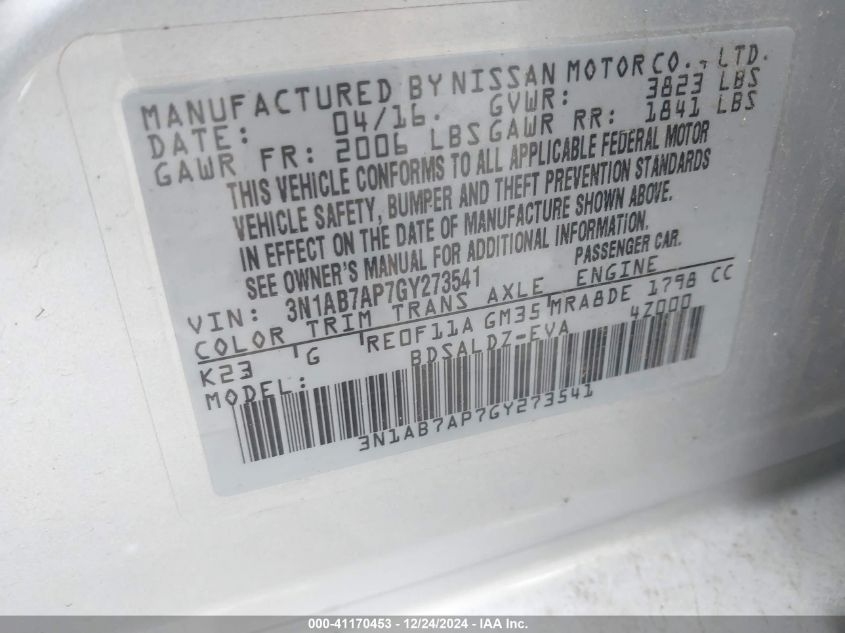 MANUFACTURED BY NISSAN MOTOR CO., LTD.
DATE: 04/16. GVWR: 3823 LBS
GAWR FR: 2006 LBS GAWR RR: 1841 LBS
THIS VEHICLE CONFORMS TO ALL APPLICABLE FEDERAL MOTOR
VEHICLE SAFETY, BUMPER AND THEFT PREVENTION STANDARDS
IN EFFECT ON THE DATE OF MANUFACTURE SHOWN ABOVE.
SEE OWNER'S MANUAL FOR ADDITIONAL INFORMATION.
VIN: 3N1AB7AP7GY273541 PASSENGER CAR.
COLOR TRIM TRANS AXLE ENGINE
K23 G RE0F11A GM35 MRA8DE 1798 CC
MODEL: BDSALDZ-EVA 4Z000
3N1AB7AP7GY273541
000-41170453 - 12/24/2024 - IAA Inc.